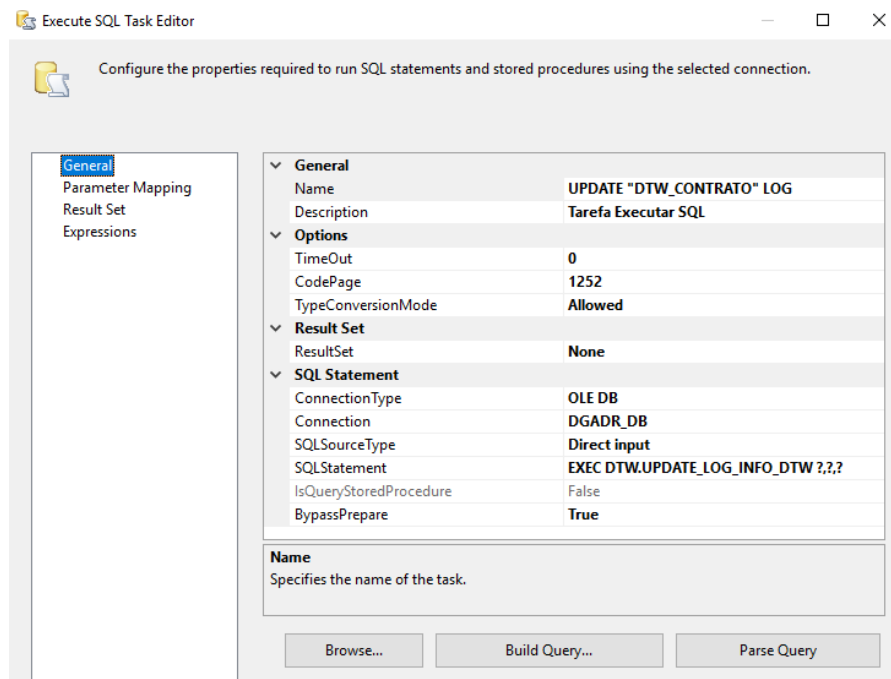 Execute SQL Task Editor
Configure the properties required to run SQL statements and stored procedures using the selected connection.
General
Parameter Mapping
Result Set
Expressions
General
Name UPDATE "DTW_CONTRATO" LOG
Description Tarefa Executar SQL
Options
TimeOut 0
CodePage 1252
TypeConversionMode Allowed
Result Set
ResultSet None
SQL Statement
ConnectionType OLE DB
Connection DGADR_DB
SQLSourceType Direct input
SQLStatement EXEC DTW.UPDATE_LOG_INFO_DTW ?,?,?
IsQueryStoredProcedure False
BypassPrepare True
Name
Specifies the name of the task.
Browse... Build Query... Parse Query